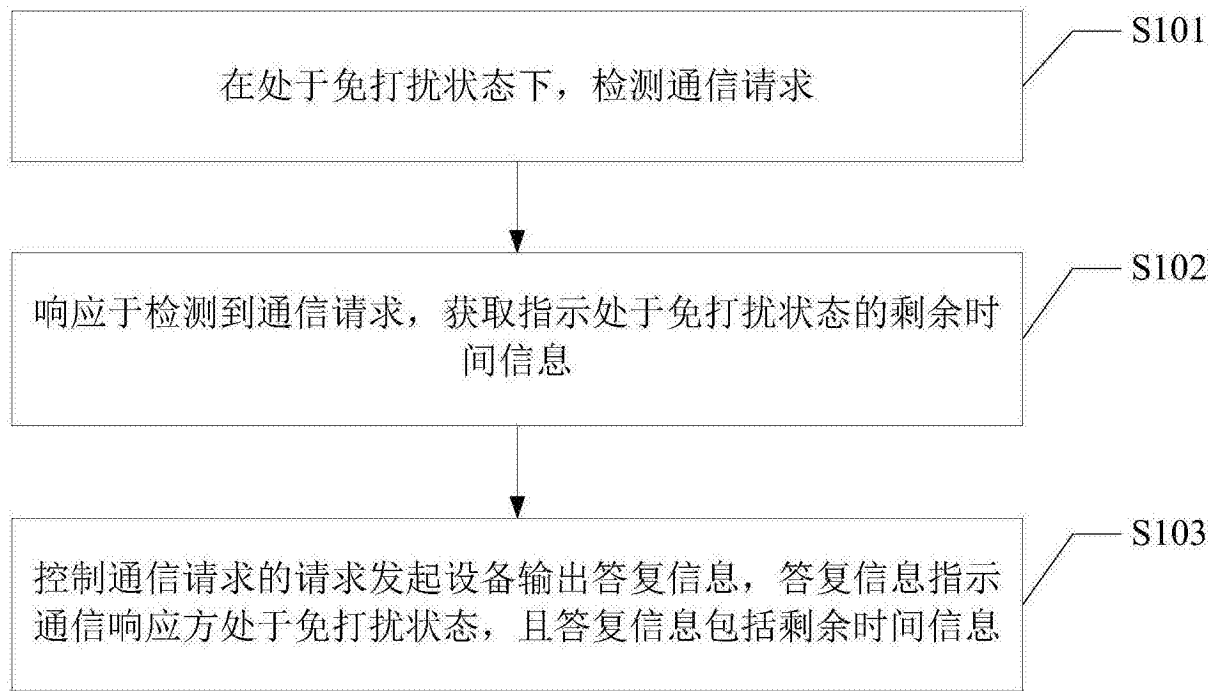 S101
在处于免打扰状态下，检测通信请求
S102
响应于检测到通信请求，获取指示处于免打扰状态的剩余时
间信息
S103
控制通信请求的请求发起设备输出答复信息，答复信息指示
通信响应方处于免打扰状态，且答复信息包括剩余时间信息